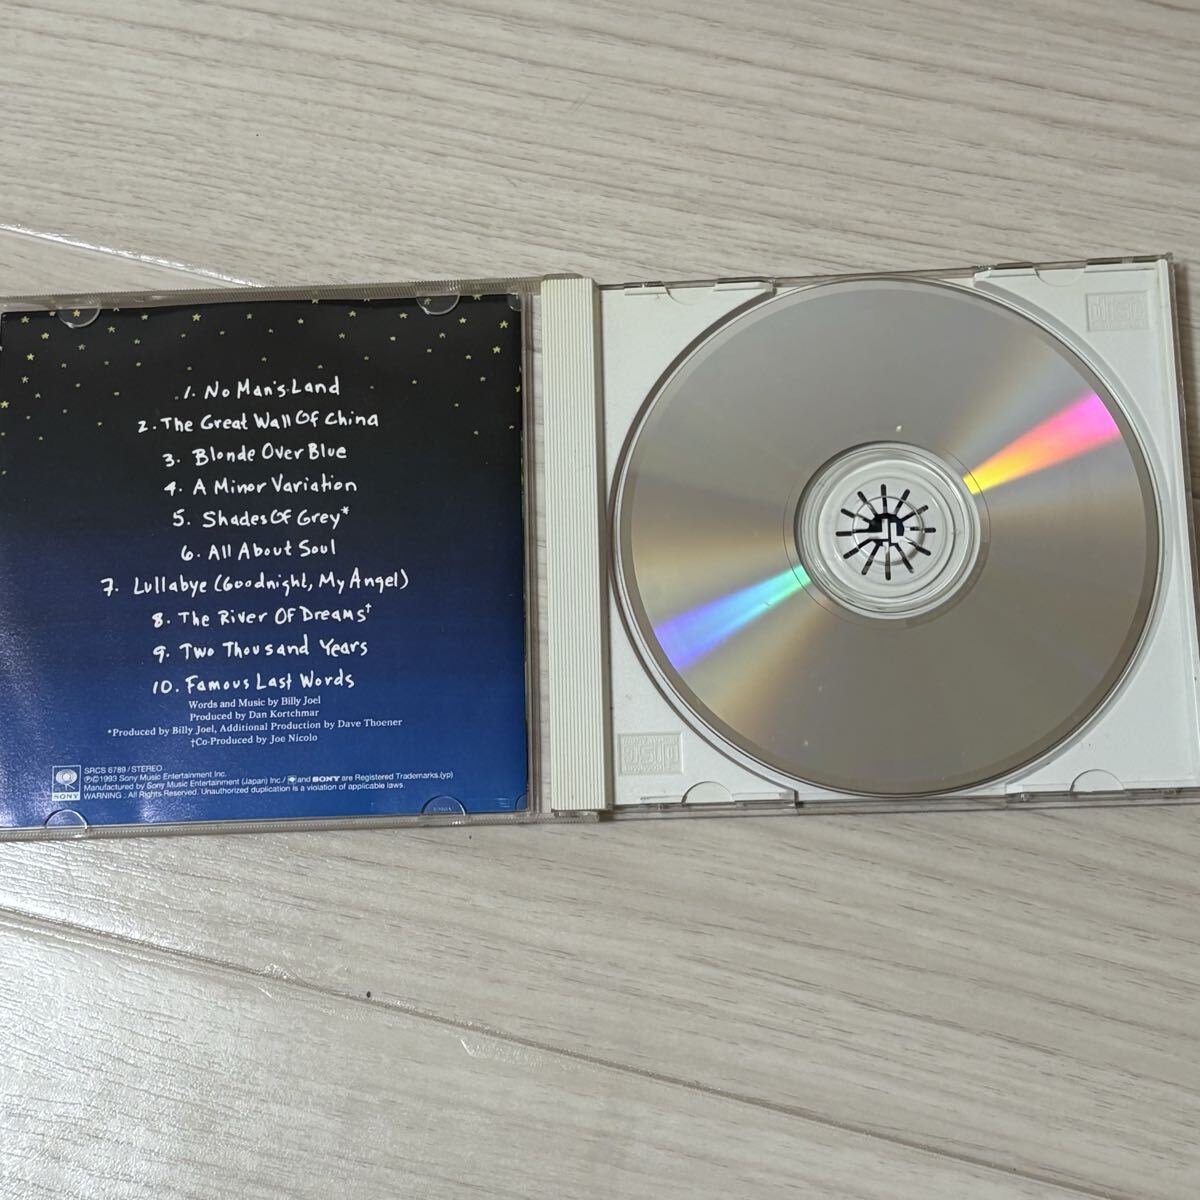 1. No Man's Land
2. The Great Wall Of China
3. Blonde Over Blue
4. A Minor Variation
5. Shades Of Grey*
6. All About Soul
7. Lullabye (Goodnight, My Angel)
8. The River Of Dreams†
9. Two Thousand Years
10. Famous Last Words
Words and Music by Billy Joel
Produced by Dan Kortchmar
*Produced by Billy Joel, Additional Production by Dave Thoener
†Co-Produced by Joe Nicolo
SRCS 6789/STEREO
℗©1993 Sony Music Entertainment Inc.
Manufactured by Sony Music Entertainment (Japan) Inc./ and SONY are Registered Trademarks.(yp)
WARNING : All Rights Reserved. Unauthorized duplication is a violation of applicable laws.
SONY
disc
disc